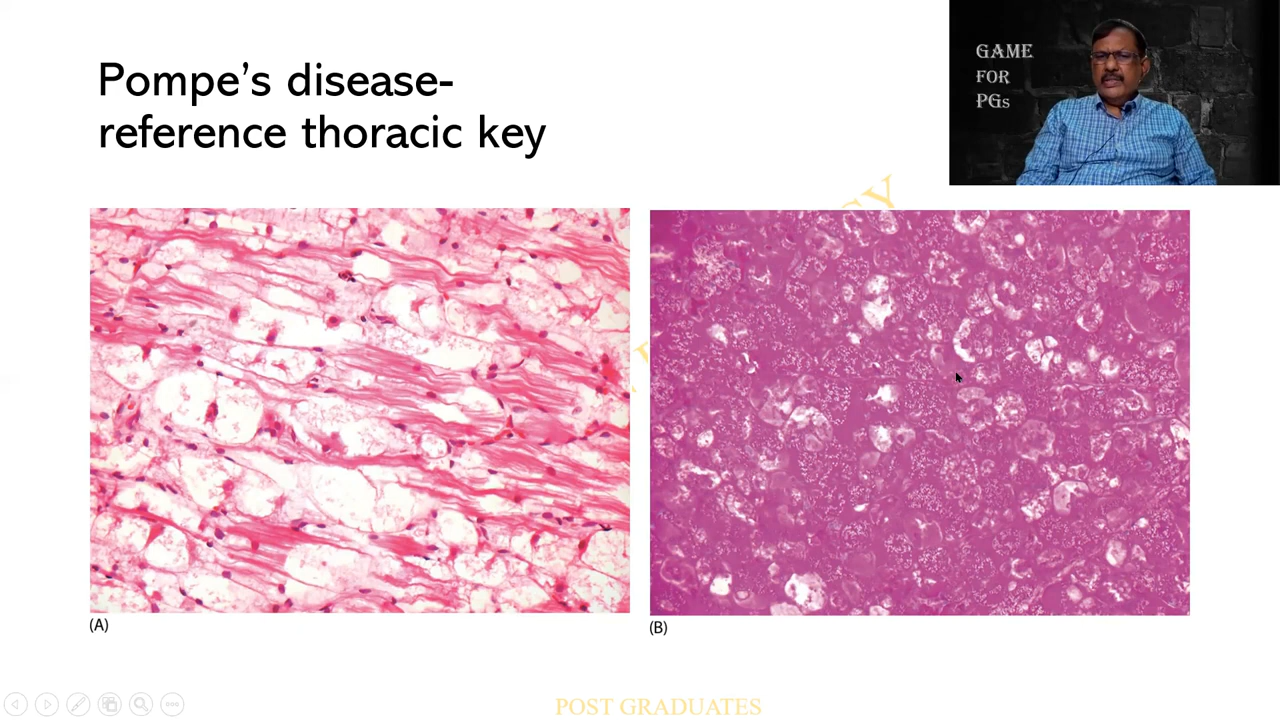 Pompe’s disease-
reference thoracic key
GAME
FOR
PGs
(A)
(B)
POST GRADUATES